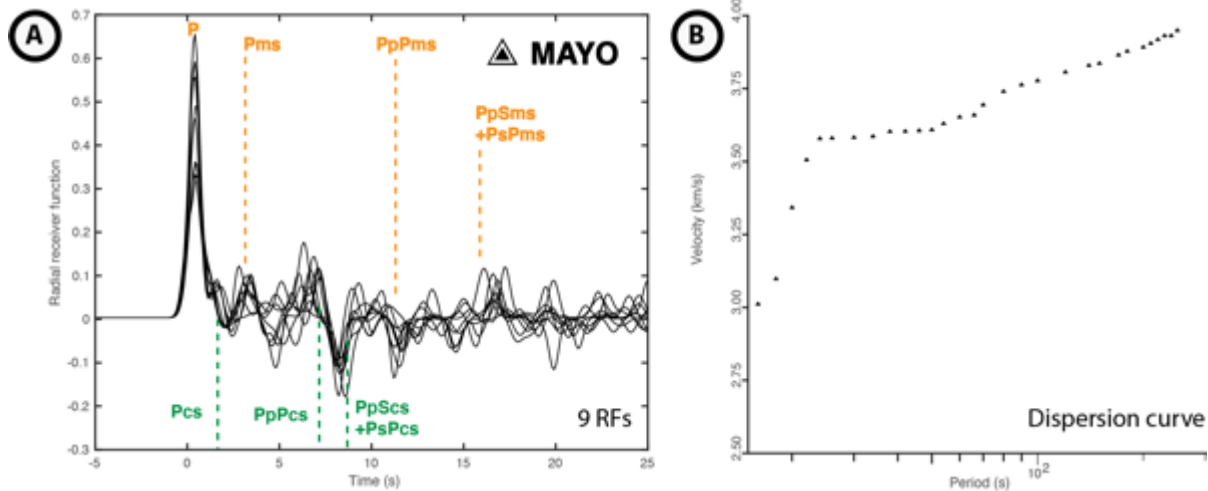 A
0.7
0.6
0.5
0.4
0.3
0.2
0.1
0
-0.1
-0.2
-0.3
Radial receiver function
P
Pms
PpPms
MAYO
PpSms
+PsPms
Pcs
PpPcs
PpScs
+PsPcs
9 RFs
-5
0
5
10
15
20
25
Time (s)
B
4.00
3.75
3.50
3.25
3.00
2.75
2.50
Velocity (km/s)
Dispersion curve
10²
Period (s)